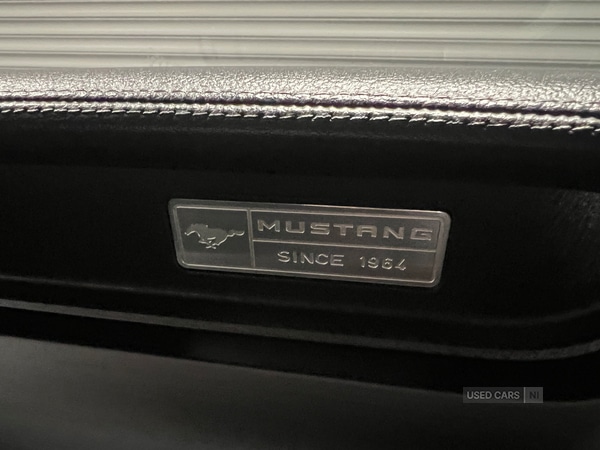 MUSTANG
SINCE 1964
USED CARS NI